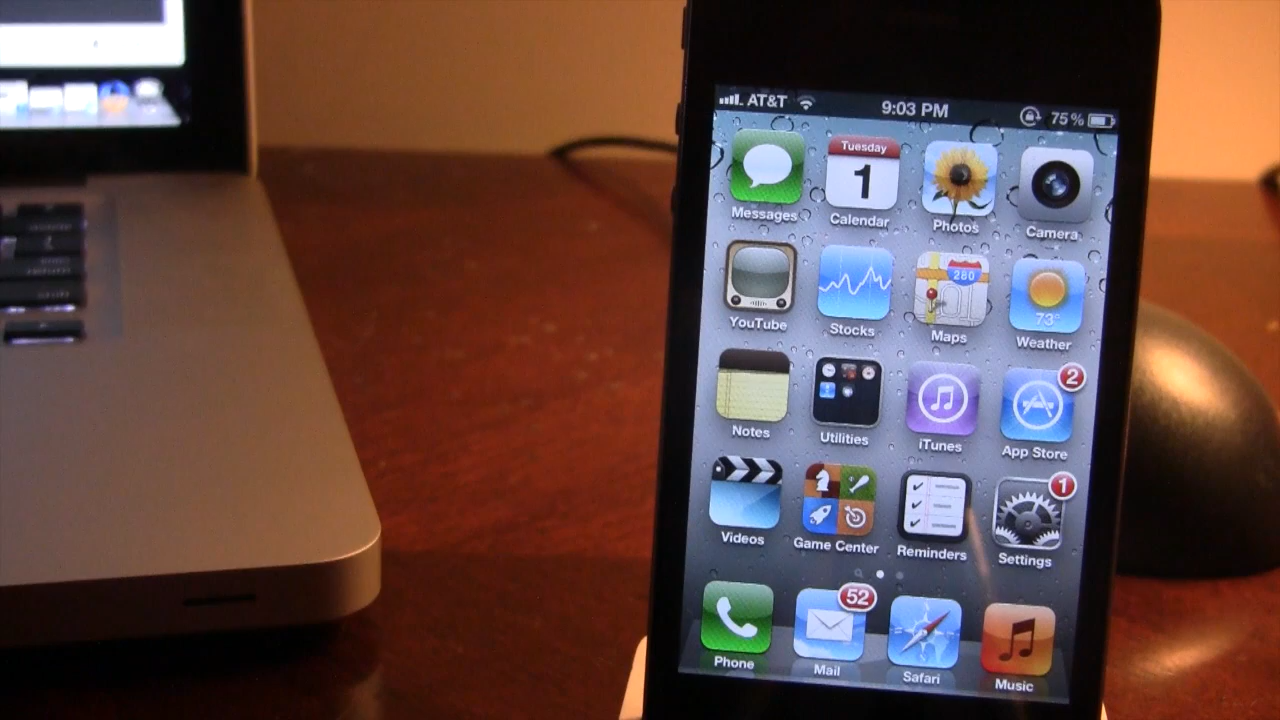 AT&T 9:03 PM 75%
Tuesday
1
Messages Calendar Photos Camera
280
73°
YouTube Stocks Maps Weather
2
Notes Utilities iTunes App Store
1
Videos Game Center Reminders Settings
52
Phone Mail Safari Music